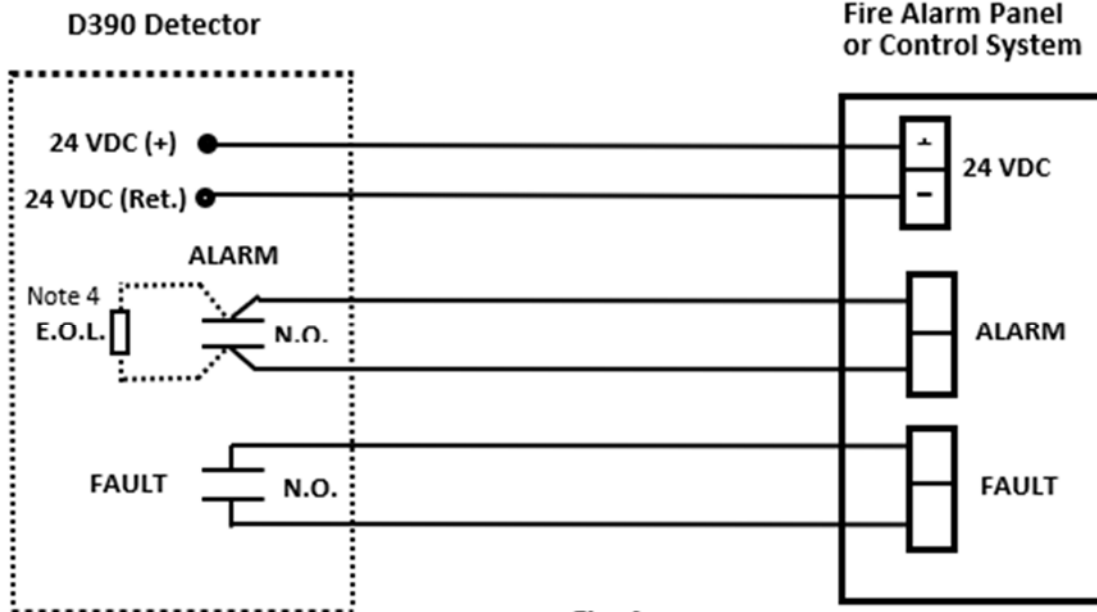 D390 Detector
Fire Alarm Panel
or Control System
24 VDC (+)
+
24 VDC
24 VDC (Ret.)
-
ALARM
Note 4
E.O.L.
N.O.
ALARM
FAULT
N.O.
FAULT